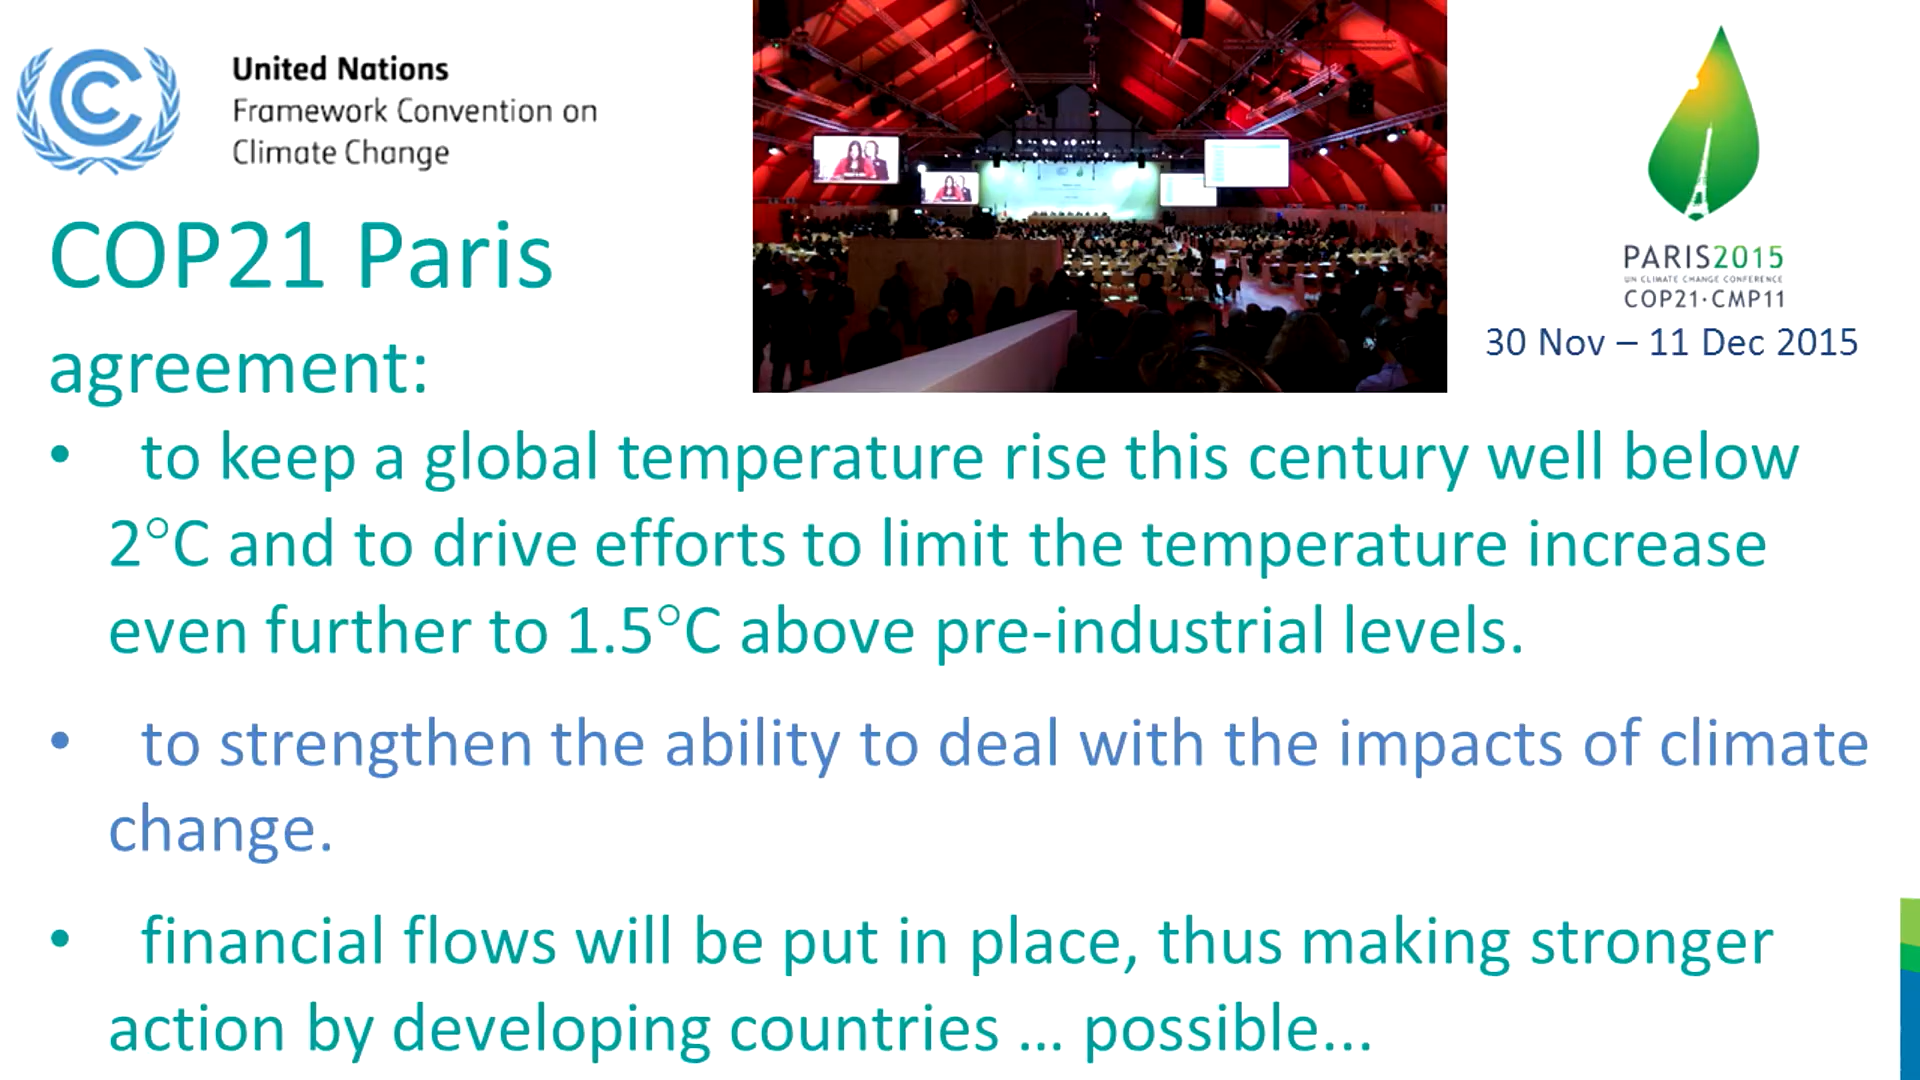 United Nations
Framework Convention on
Climate Change
PARIS2015
UN CLIMATE CHANGE CONFERENCE
COP21·CMP11
30 Nov – 11 Dec 2015
COP21 Paris
agreement:
• to keep a global temperature rise this century well below
2°C and to drive efforts to limit the temperature increase
even further to 1.5°C above pre-industrial levels.
• to strengthen the ability to deal with the impacts of climate
change.
• financial flows will be put in place, thus making stronger
action by developing countries ... possible...